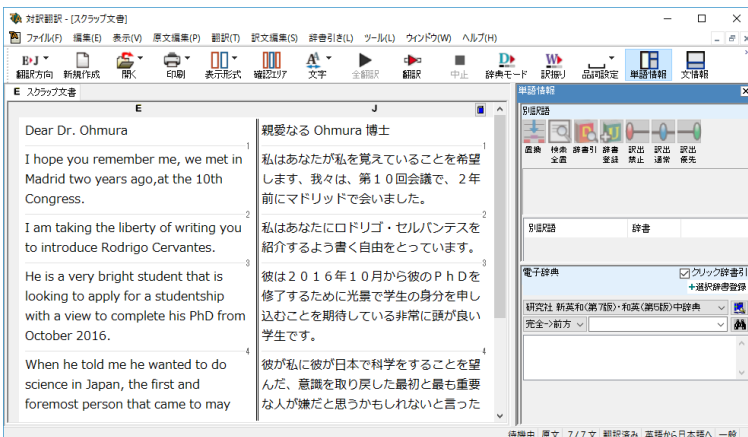 対訳翻訳 - [スクラップ文書]
ファイル(F) 編集(E) 表示(V) 原文編集(P) 翻訳(T) 訳文編集(S) 辞書引き(L) ツール(L) ウインドウ(W) ヘルプ(H)
翻訳方向 新規作成 開く 印刷 表示形式 確認エリア 文字 全翻訳 翻訳 中止 辞典モード 訳振り 品詞設定 単語情報 文情報
E スクラップ文書
E J
Dear Dr. Ohmura
親愛なる Ohmura 博士
1 1
I hope you remember me, we met in
Madrid two years ago,at the 10th
Congress.
私はあなたが私を覚えていることを希望
します、我々は、第10回会議で、2年
前にマドリッドで会いました。
2 2
I am taking the liberty of writing you
to introduce Rodrigo Cervantes.
私はあなたにロドリゴ・セルバンテスを
紹介するよう書く自由をとっています。
3 3
He is a very bright student that is
looking to apply for a studentship
with a view to complete his PhD from
October 2016.
彼は2016年10月から彼のPhDを
修了するために光景で学生の身分を申し
込むことを期待している非常に頭が良い
学生です。
4 4
When he told me he wanted to do
science in Japan, the first and
foremost person that came to may
彼が私に彼が日本で科学をすることを望
んだ、意識を取り戻した最初と最も重要
な人が嫌だと思うかもしれないと言った
単語情報
別訳語
置換 検索全置 辞書引 辞書登録 訳出禁止 訳出通常 訳出優先
別訳語 辞書
電子辞典
クリック辞書引
+選択辞書登録
研究社 新英和(第7版)・和英(第5版)中辞典
完全->前方
待機中 原文 7/7文 翻訳済み 英語から日本語へ 一般